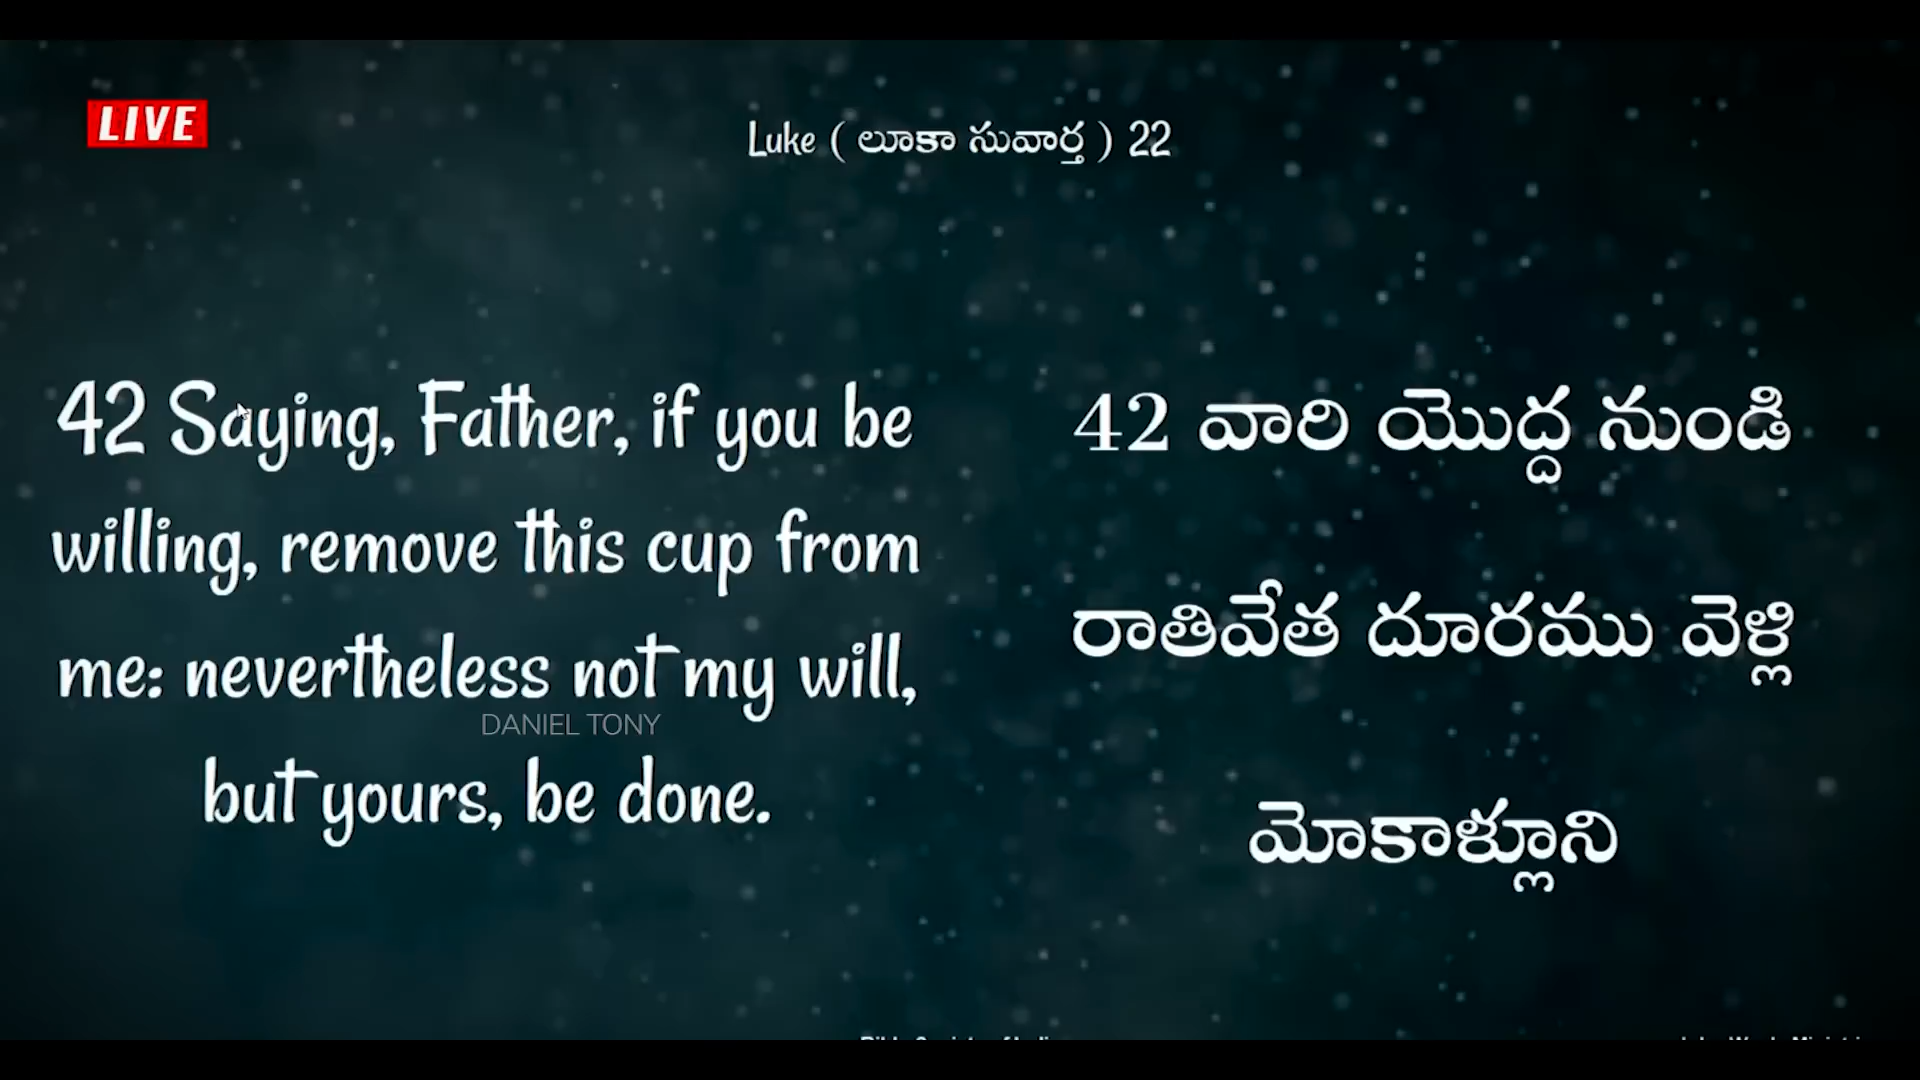 LIVE
Luke ( లూకా సువార్త ) 22
42 Saying, Father, if you be
willing, remove this cup from
me: nevertheless not my will,
but yours, be done.
DANIEL TONY
42 వారి యొద్ద నుండి
రాతివేత దూరము వెళ్లి
మోకాళ్లూని